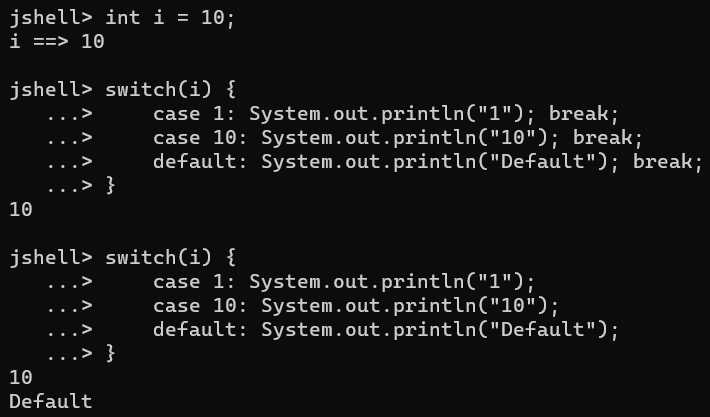 jshell> int i = 10;
i ==> 10

jshell> switch(i) {
   ...>     case 1: System.out.println("1"); break;
   ...>     case 10: System.out.println("10"); break;
   ...>     default: System.out.println("Default"); break;
   ...> }
10

jshell> switch(i) {
   ...>     case 1: System.out.println("1");
   ...>     case 10: System.out.println("10");
   ...>     default: System.out.println("Default");
   ...> }
10
Default